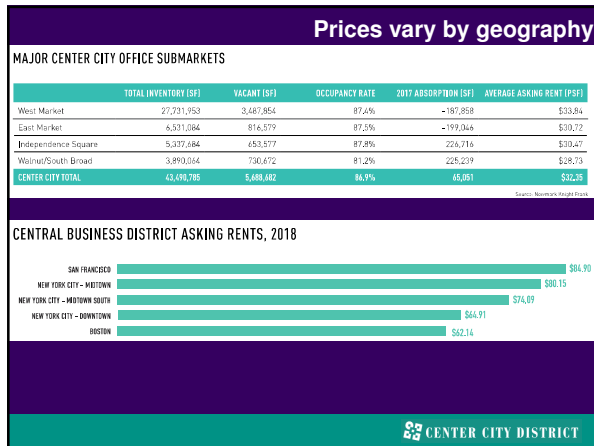 Prices vary by geography
MAJOR CENTER CITY OFFICE SUBMARKETS
TOTAL INVENTORY (SF) VACANT (SF) OCCUPANCY RATE 2017 ABSORPTION (SF) AVERAGE ASKING RENT (PSF)
West Market 27,731,953 3,487,854 87.4% -187,858 $33.84
East Market 6,531,084 816,579 87.5% -199,046 $30.72
Independence Square 5,337,684 653,577 87.8% 226,716 $30.47
Walnut/South Broad 3,890,064 730,672 81.2% 225,239 $28.73
CENTER CITY TOTAL 43,490,785 5,688,682 86.9% 65,051 $32.35
Source: Newmark Knight Frank
CENTRAL BUSINESS DISTRICT ASKING RENTS, 2018
SAN FRANCISCO $84.90
NEW YORK CITY – MIDTOWN $80.15
NEW YORK CITY – MIDTOWN SOUTH $74.09
NEW YORK CITY – DOWNTOWN $64.91
BOSTON $62.14
CENTER CITY DISTRICT